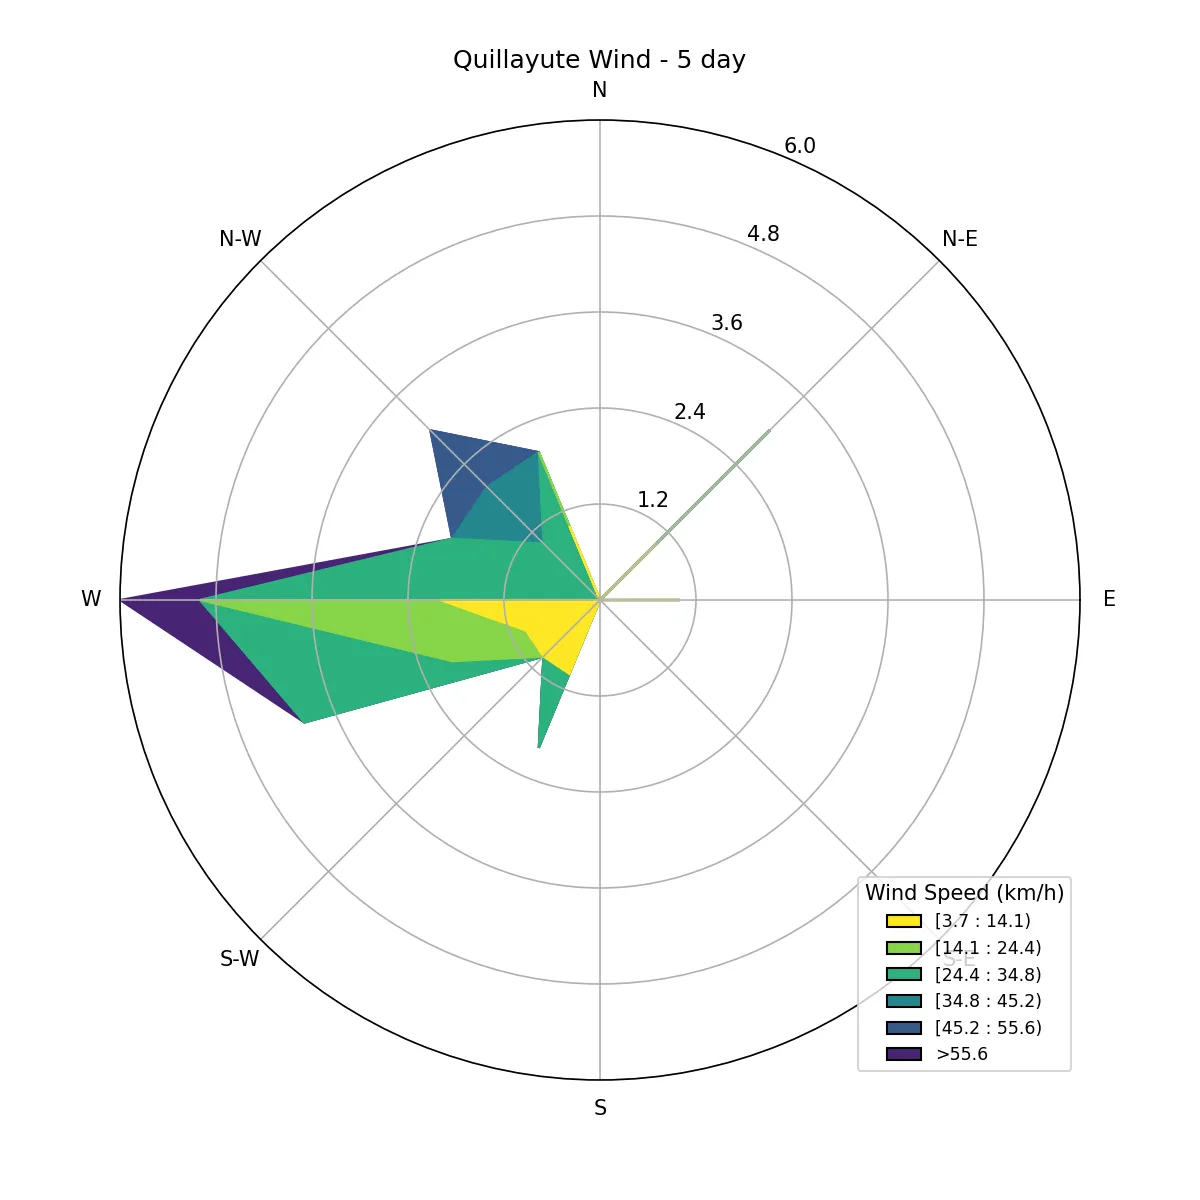 Quillayute Wind - 5 day
N
6.0
N-W
4.8
N-E
3.6
2.4
1.2
W
E
S-W
S-E
S
Wind Speed (km/h)
[3.7 : 14.1)
[14.1 : 24.4)
[24.4 : 34.8)
[34.8 : 45.2)
[45.2 : 55.6)
>55.6